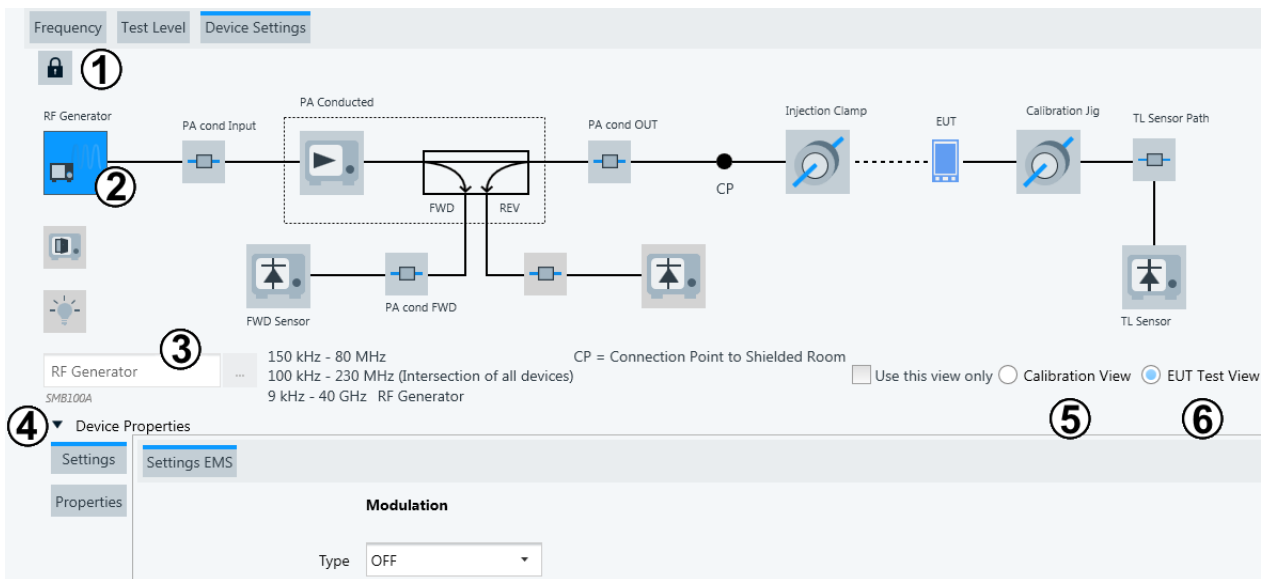 Frequency Test Level Device Settings
1
PA Conducted
RF Generator
PA cond Input
PA cond OUT
Injection Clamp
EUT
Calibration Jig
TL Sensor Path
2
CP
FWD REV
PA cond FWD
FWD Sensor
TL Sensor
3
RF Generator ...
SMB100A
150 kHz - 80 MHz
100 kHz - 230 MHz (Intersection of all devices)
9 kHz - 40 GHz RF Generator
CP = Connection Point to Shielded Room
Use this view only Calibration View EUT Test View
5 6
4 Device Properties
Settings
Properties
Settings EMS
Modulation
Type OFF